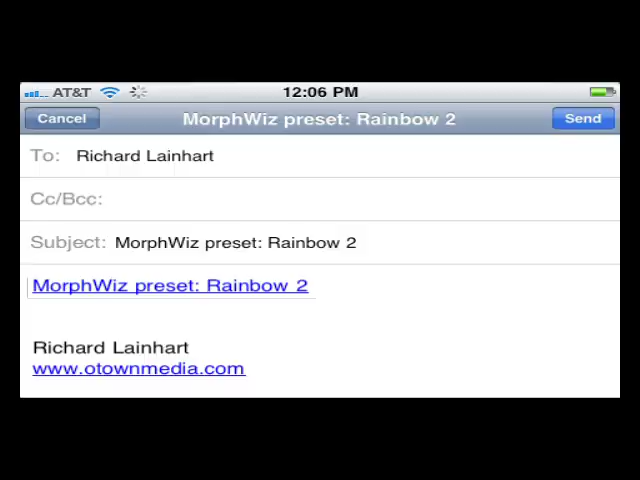 AT&T 12:06 PM
Cancel MorphWiz preset: Rainbow 2 Send
To: Richard Lainhart
Cc/Bcc:
Subject: MorphWiz preset: Rainbow 2
MorphWiz preset: Rainbow 2
Richard Lainhart
www.otownmedia.com